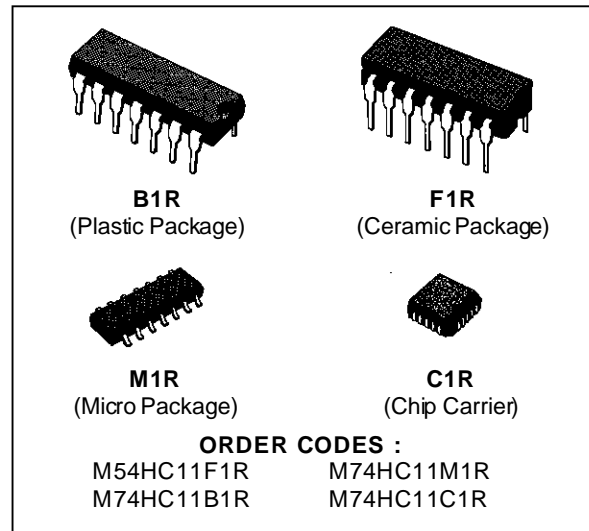 B1R
(Plastic Package)
F1R
(Ceramic Package)
M1R
(Micro Package)
C1R
(Chip Carrier)
ORDER CODES :
M54HC11F1R M74HC11M1R
M74HC11B1R M74HC11C1R